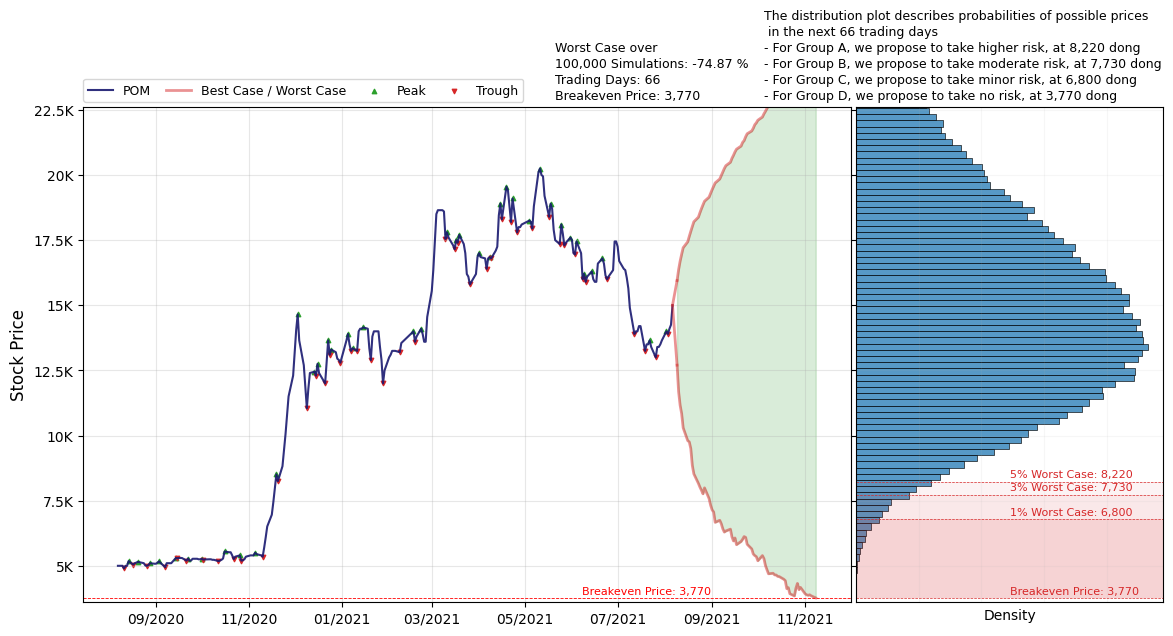 The distribution plot describes probabilities of possible prices
in the next 66 trading days
- For Group A, we propose to take higher risk, at 8,220 dong
- For Group B, we propose to take moderate risk, at 7,730 dong
- For Group C, we propose to take minor risk, at 6,800 dong
- For Group D, we propose to take no risk, at 3,770 dong
Worst Case over
100,000 Simulations: -74.87 %
Trading Days: 66
Breakeven Price: 3,770
POM
Best Case / Worst Case
Peak
Trough
Stock Price
22.5K
20K
17.5K
15K
12.5K
10K
7.5K
5K
Breakeven Price: 3,770
09/2020
11/2020
01/2021
03/2021
05/2021
07/2021
09/2021
11/2021
5% Worst Case: 8,220
3% Worst Case: 7,730
1% Worst Case: 6,800
Breakeven Price: 3,770
Density